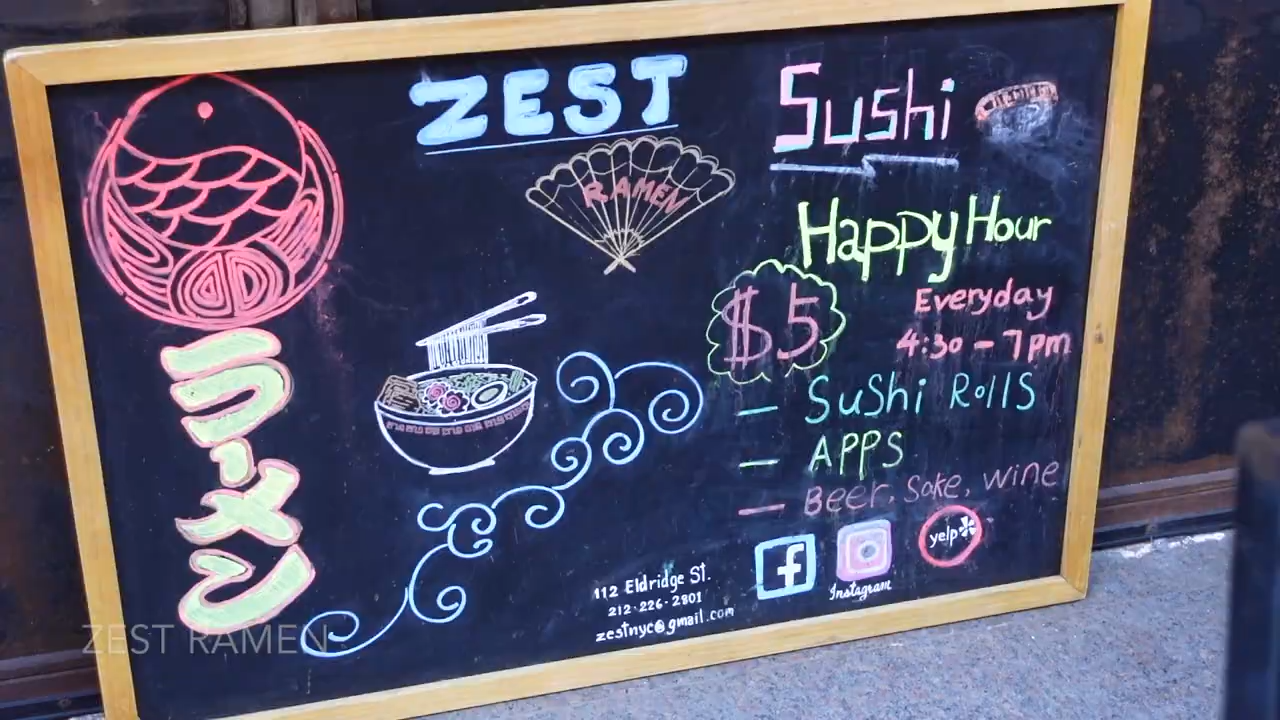 ラーメン
ZEST
RAMEN
Sushi
Happy Hour
$5
Everyday
4:30 - 7pm
— Sushi Rolls
— APPS
— Beer, Sake, Wine
f
Instagram
yelp
112 Eldridge St.
212-226-2801
zestnyc@gmail.com
ZEST RAMEN